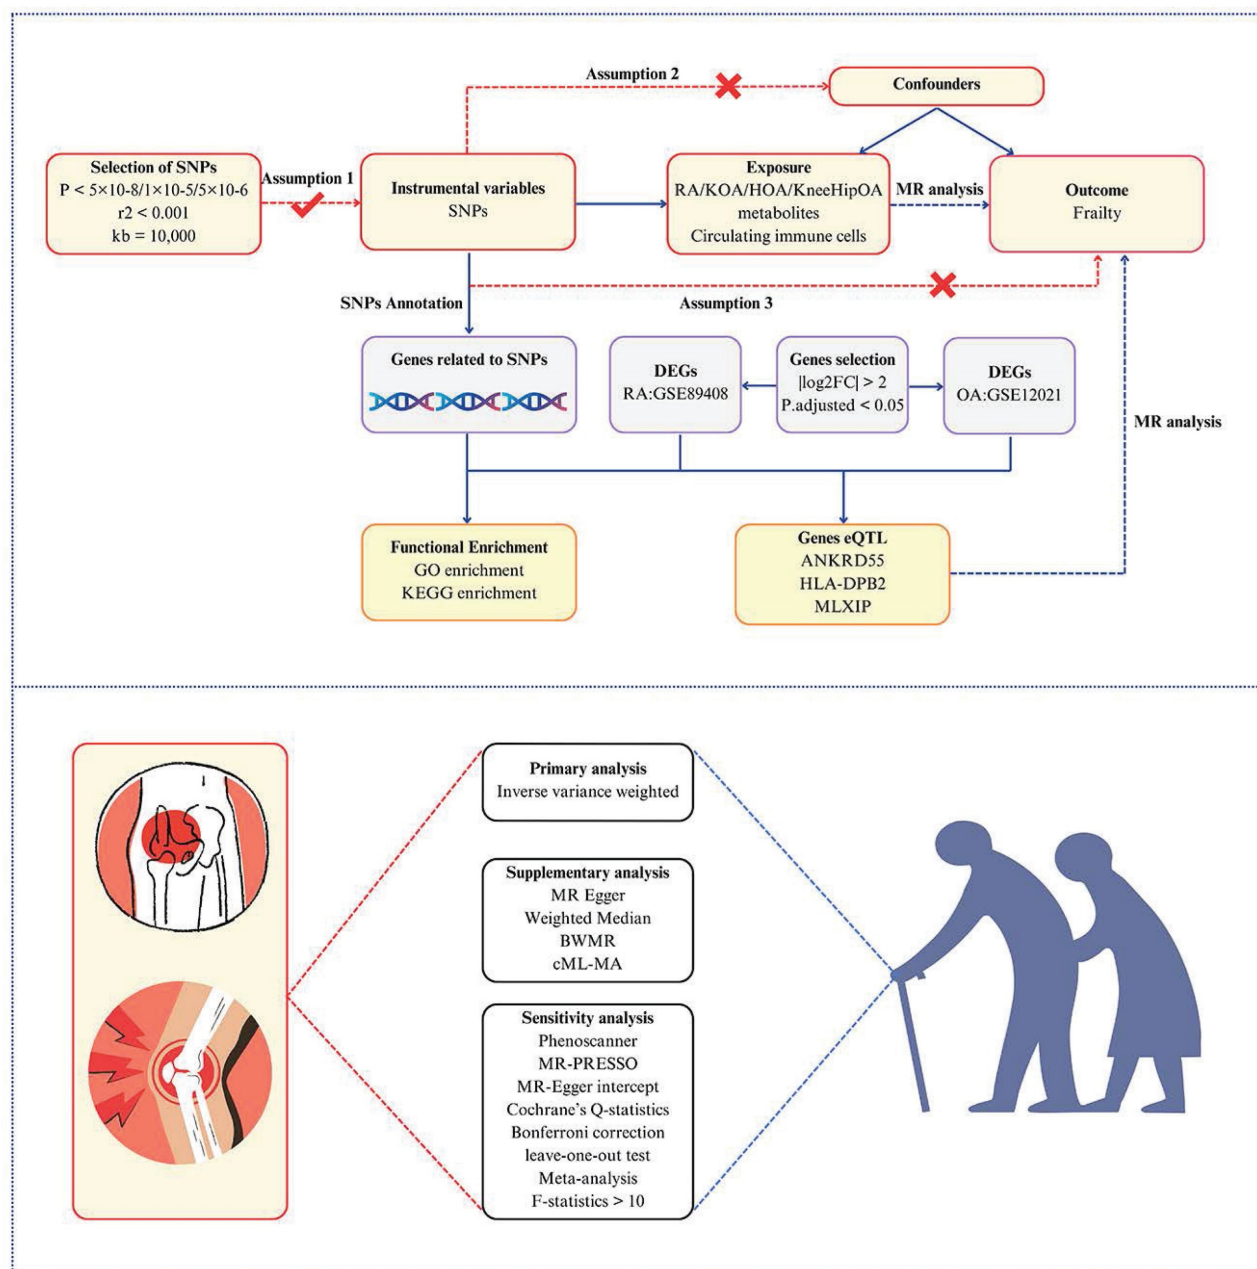 Assumption 2
Confounders
Selection of SNPs
P < 5×10-8/1×10-5/5×10-6
r2 < 0.001
kb = 10,000
Assumption 1
Instrumental variables
SNPs
Exposure
RA/KOA/HOA/KneeHipOA
metabolites
Circulating immune cells
MR analysis
Outcome
Frailty
SNPs Annotation
Assumption 3
Genes related to SNPs
DEGs
RA:GSE89408
Genes selection
|log2FC| > 2
P.adjusted < 0.05
DEGs
OA:GSE12021
MR analysis
Functional Enrichment
GO enrichment
KEGG enrichment
Genes eQTL
ANKRD55
HLA-DPB2
MLXIP
Primary analysis
Inverse variance weighted
Supplementary analysis
MR Egger
Weighted Median
BWMR
cML-MA
Sensitivity analysis
Phenoscanner
MR-PRESSO
MR-Egger intercept
Cochrane's Q-statistics
Bonferroni correction
leave-one-out test
Meta-analysis
F-statistics > 10